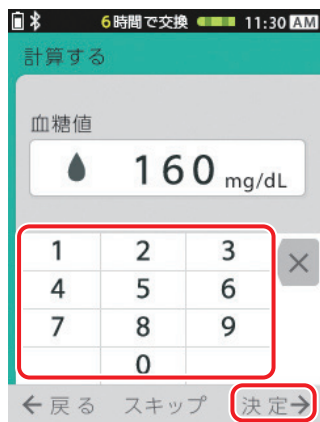 6時間で交換 11:30 AM
計算する
血糖値
160 mg/dL
1 2 3
4 5 6
7 8 9
0
←戻る スキップ 決定→